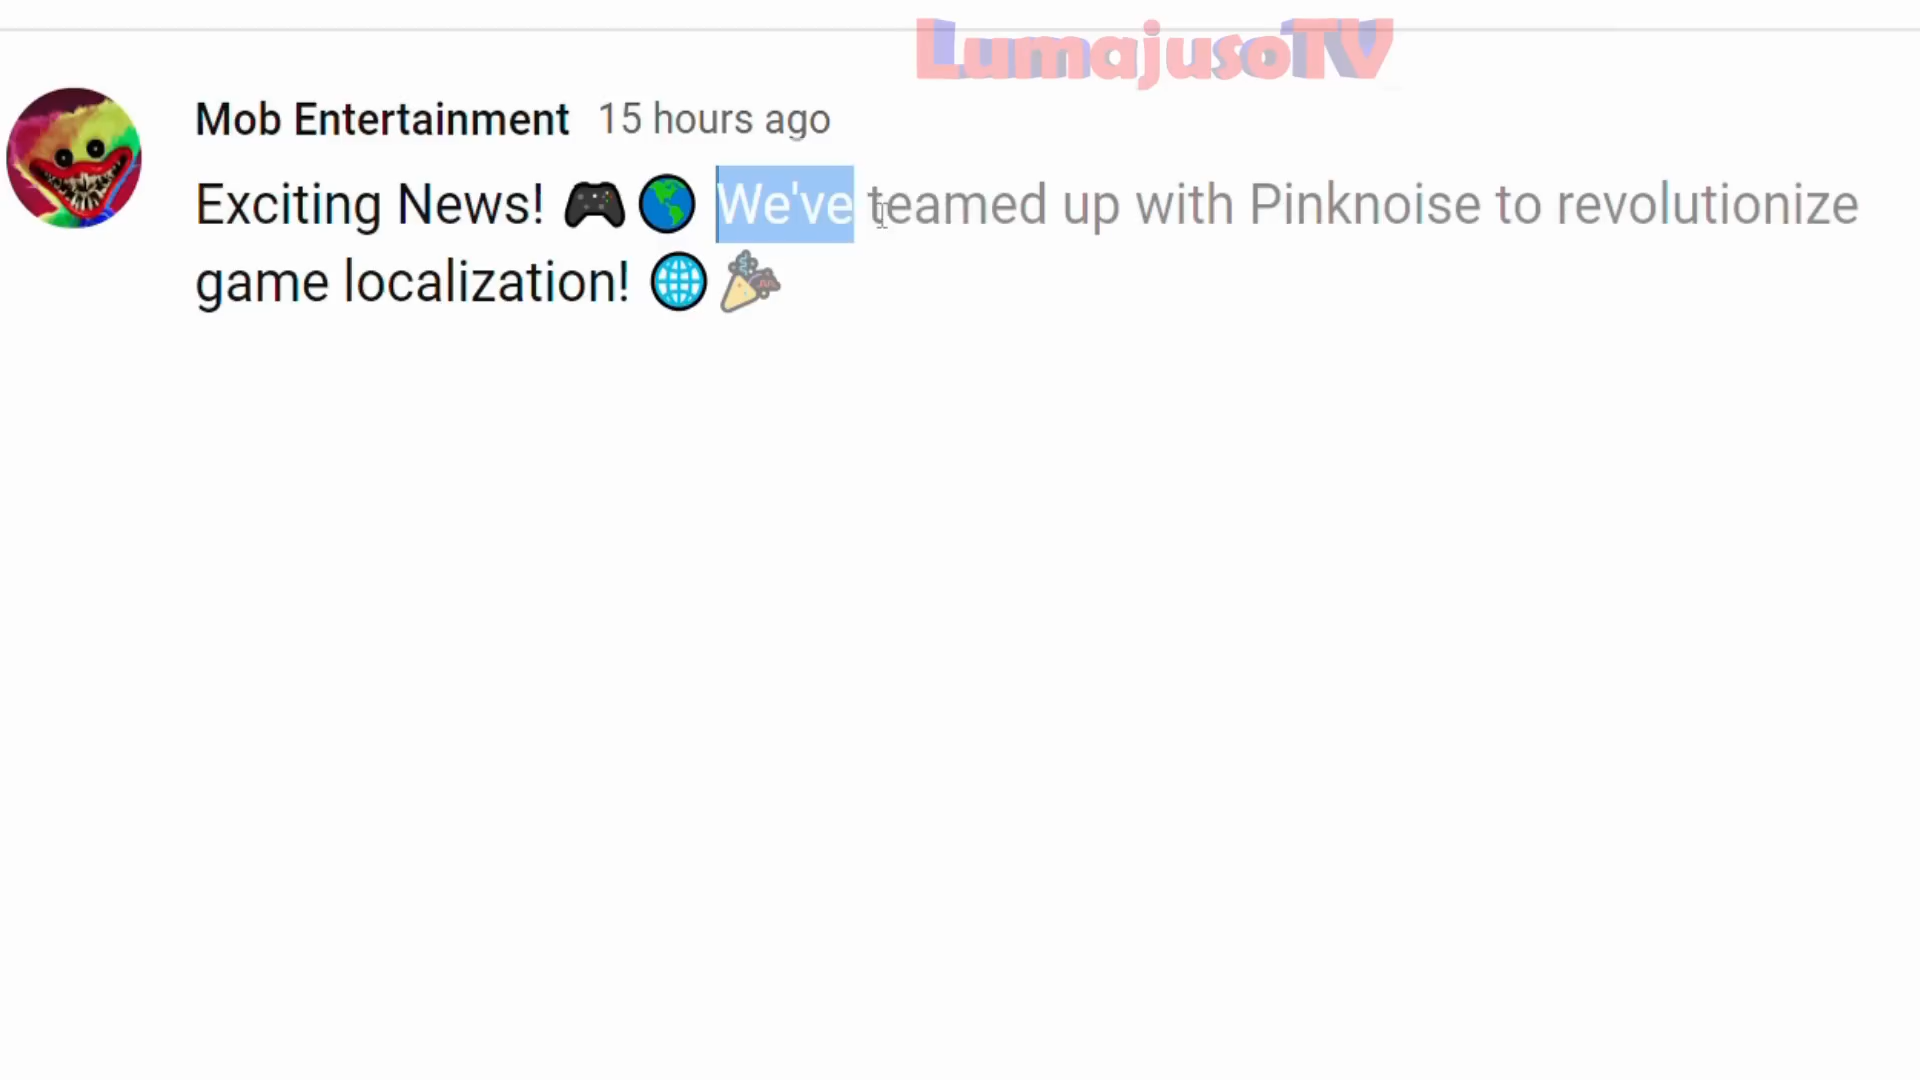 LumajusoTV
Mob Entertainment 15 hours ago
Exciting News! 🎮🌎 We've teamed up with Pinknoise to revolutionize
game localization! 🌐🎉